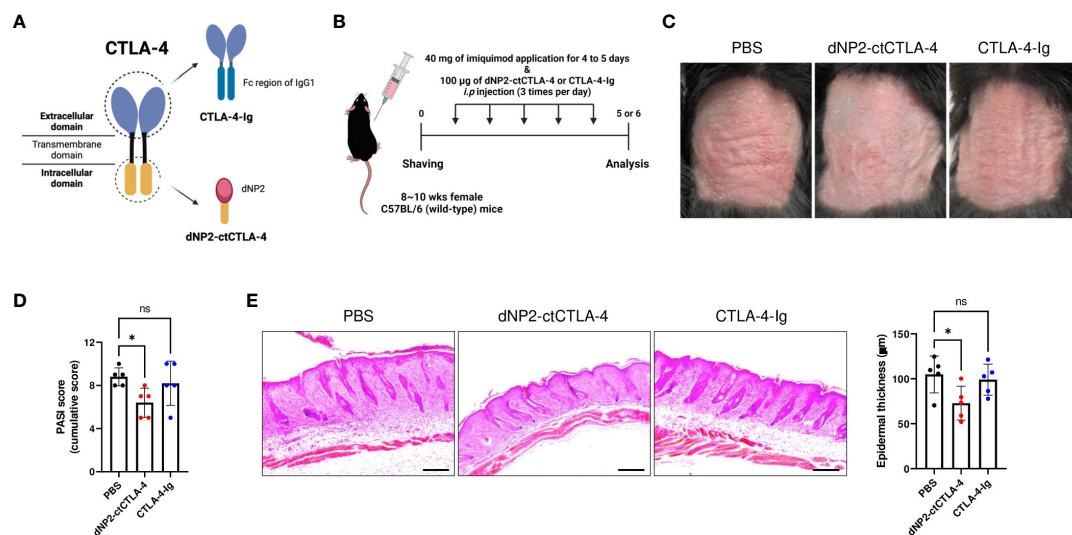 A
CTLA-4
Extracellular
domain
Transmembrane
domain
Intracellular
domain
Fc region of IgG1
CTLA-4-Ig
dNP2
dNP2-ctCTLA-4
B
40 mg of imiquimod application for 4 to 5 days
&
100 μg of dNP2-ctCTLA-4 or CTLA-4-Ig
i.p injection (3 times per day)
0
5 or 6
Shaving
Analysis
8~10 wks female
C57BL/6 (wild-type) mice
C
PBS
dNP2-ctCTLA-4
CTLA-4-Ig
D
ns
*
PASI score
(cumulative score)
12
8
4
0
PBS
dNP2-ctCTLA-4
CTLA-4-Ig
E
PBS
dNP2-ctCTLA-4
CTLA-4-Ig
ns
*
Epidermal thickness (μm)
150
100
50
0
PBS
dNP2-ctCTLA-4
CTLA-4-Ig